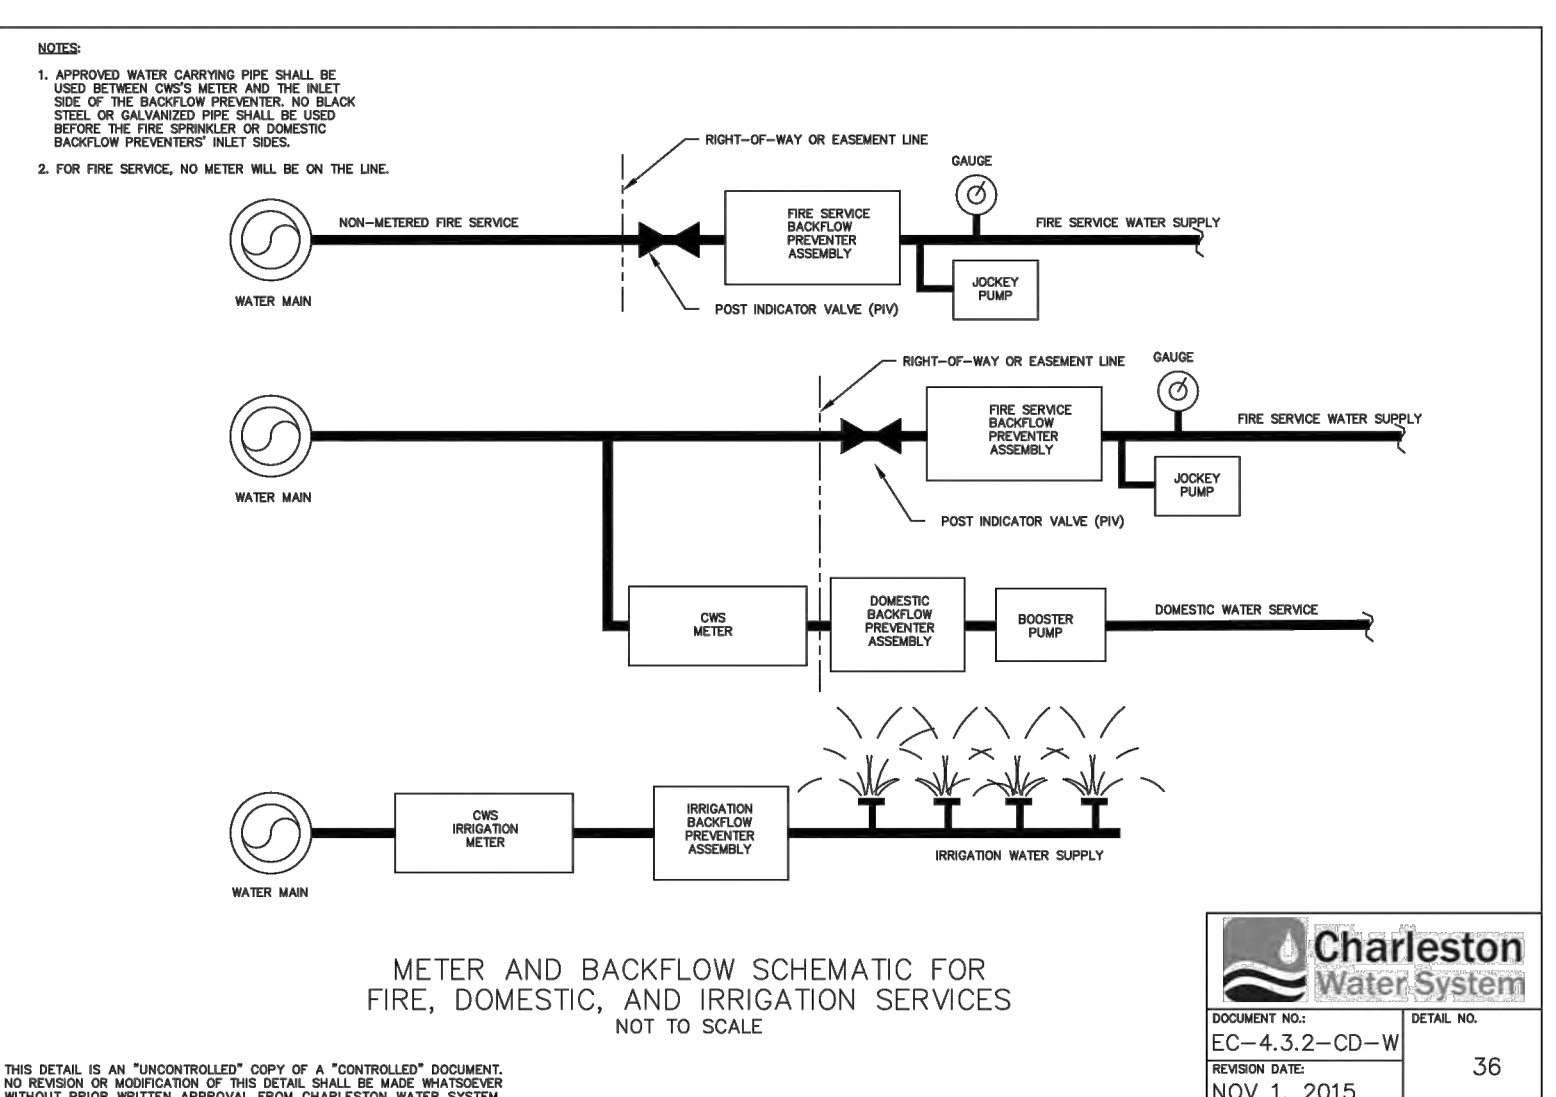 NOTES:
1. APPROVED WATER CARRYING PIPE SHALL BE
USED BETWEEN CWS'S METER AND THE INLET
SIDE OF THE BACKFLOW PREVENTER. NO BLACK
STEEL OR GALVANIZED PIPE SHALL BE USED
BEFORE THE FIRE SPRINKLER OR DOMESTIC
BACKFLOW PREVENTERS' INLET SIDES.
2. FOR FIRE SERVICE, NO METER WILL BE ON THE LINE.
RIGHT-OF-WAY OR EASEMENT LINE
GAUGE
NON-METERED FIRE SERVICE
FIRE SERVICE
BACKFLOW
PREVENTER
ASSEMBLY
FIRE SERVICE WATER SUPPLY
JOCKEY
PUMP
WATER MAIN
POST INDICATOR VALVE (PIV)
RIGHT-OF-WAY OR EASEMENT LINE
GAUGE
FIRE SERVICE
BACKFLOW
PREVENTER
ASSEMBLY
FIRE SERVICE WATER SUPPLY
JOCKEY
PUMP
WATER MAIN
POST INDICATOR VALVE (PIV)
CWS
METER
DOMESTIC
BACKFLOW
PREVENTER
ASSEMBLY
BOOSTER
PUMP
DOMESTIC WATER SERVICE
CWS
IRRIGATION
METER
IRRIGATION
BACKFLOW
PREVENTER
ASSEMBLY
IRRIGATION WATER SUPPLY
WATER MAIN
METER AND BACKFLOW SCHEMATIC FOR
FIRE, DOMESTIC, AND IRRIGATION SERVICES
NOT TO SCALE
Charleston
Water System
DOCUMENT NO.:
EC-4.3.2-CD-W
DETAIL NO.
36
REVISION DATE:
NOV 1, 2015
THIS DETAIL IS AN "UNCONTROLLED" COPY OF A "CONTROLLED" DOCUMENT.
NO REVISION OR MODIFICATION OF THIS DETAIL SHALL BE MADE WHATSOEVER
WITHOUT PRIOR WRITTEN APPROVAL FROM CHARLESTON WATER SYSTEM.